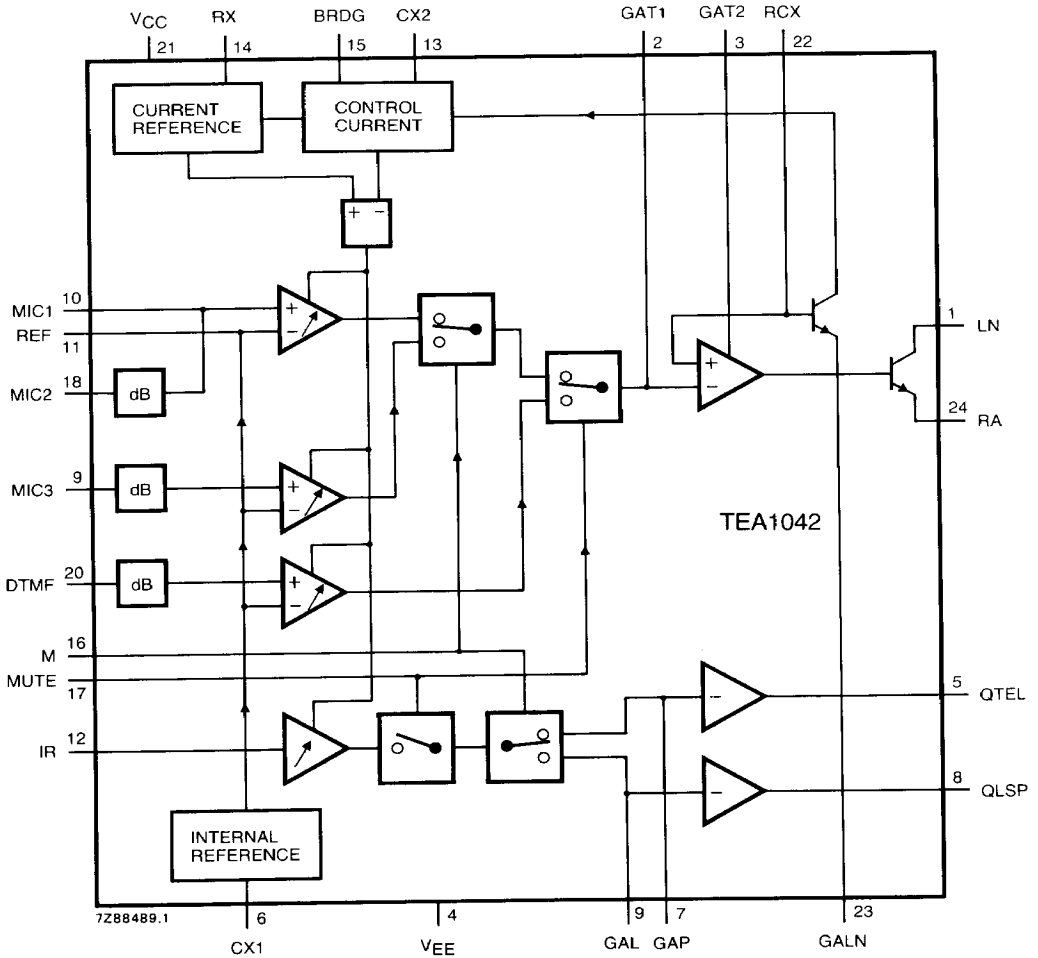 VCC
21
RX
14
BRDG
15
CX2
13
GAT1
2
GAT2
3
RCX
22
CURRENT
REFERENCE
CONTROL
CURRENT
+ −
MIC1 10
REF
11
18
MIC2
dB
+
−
+
−
1 LN
24
RA
9
MIC3
dB
+
−
TEA1042
20
DTMF
dB
+
−
16
M
MUTE
17
−
5
QTEL
12
IR
−
8
QLSP
INTERNAL
REFERENCE
7Z88489.1
6
CX1
4
VEE
9
GAL
7
GAP
23
GALN